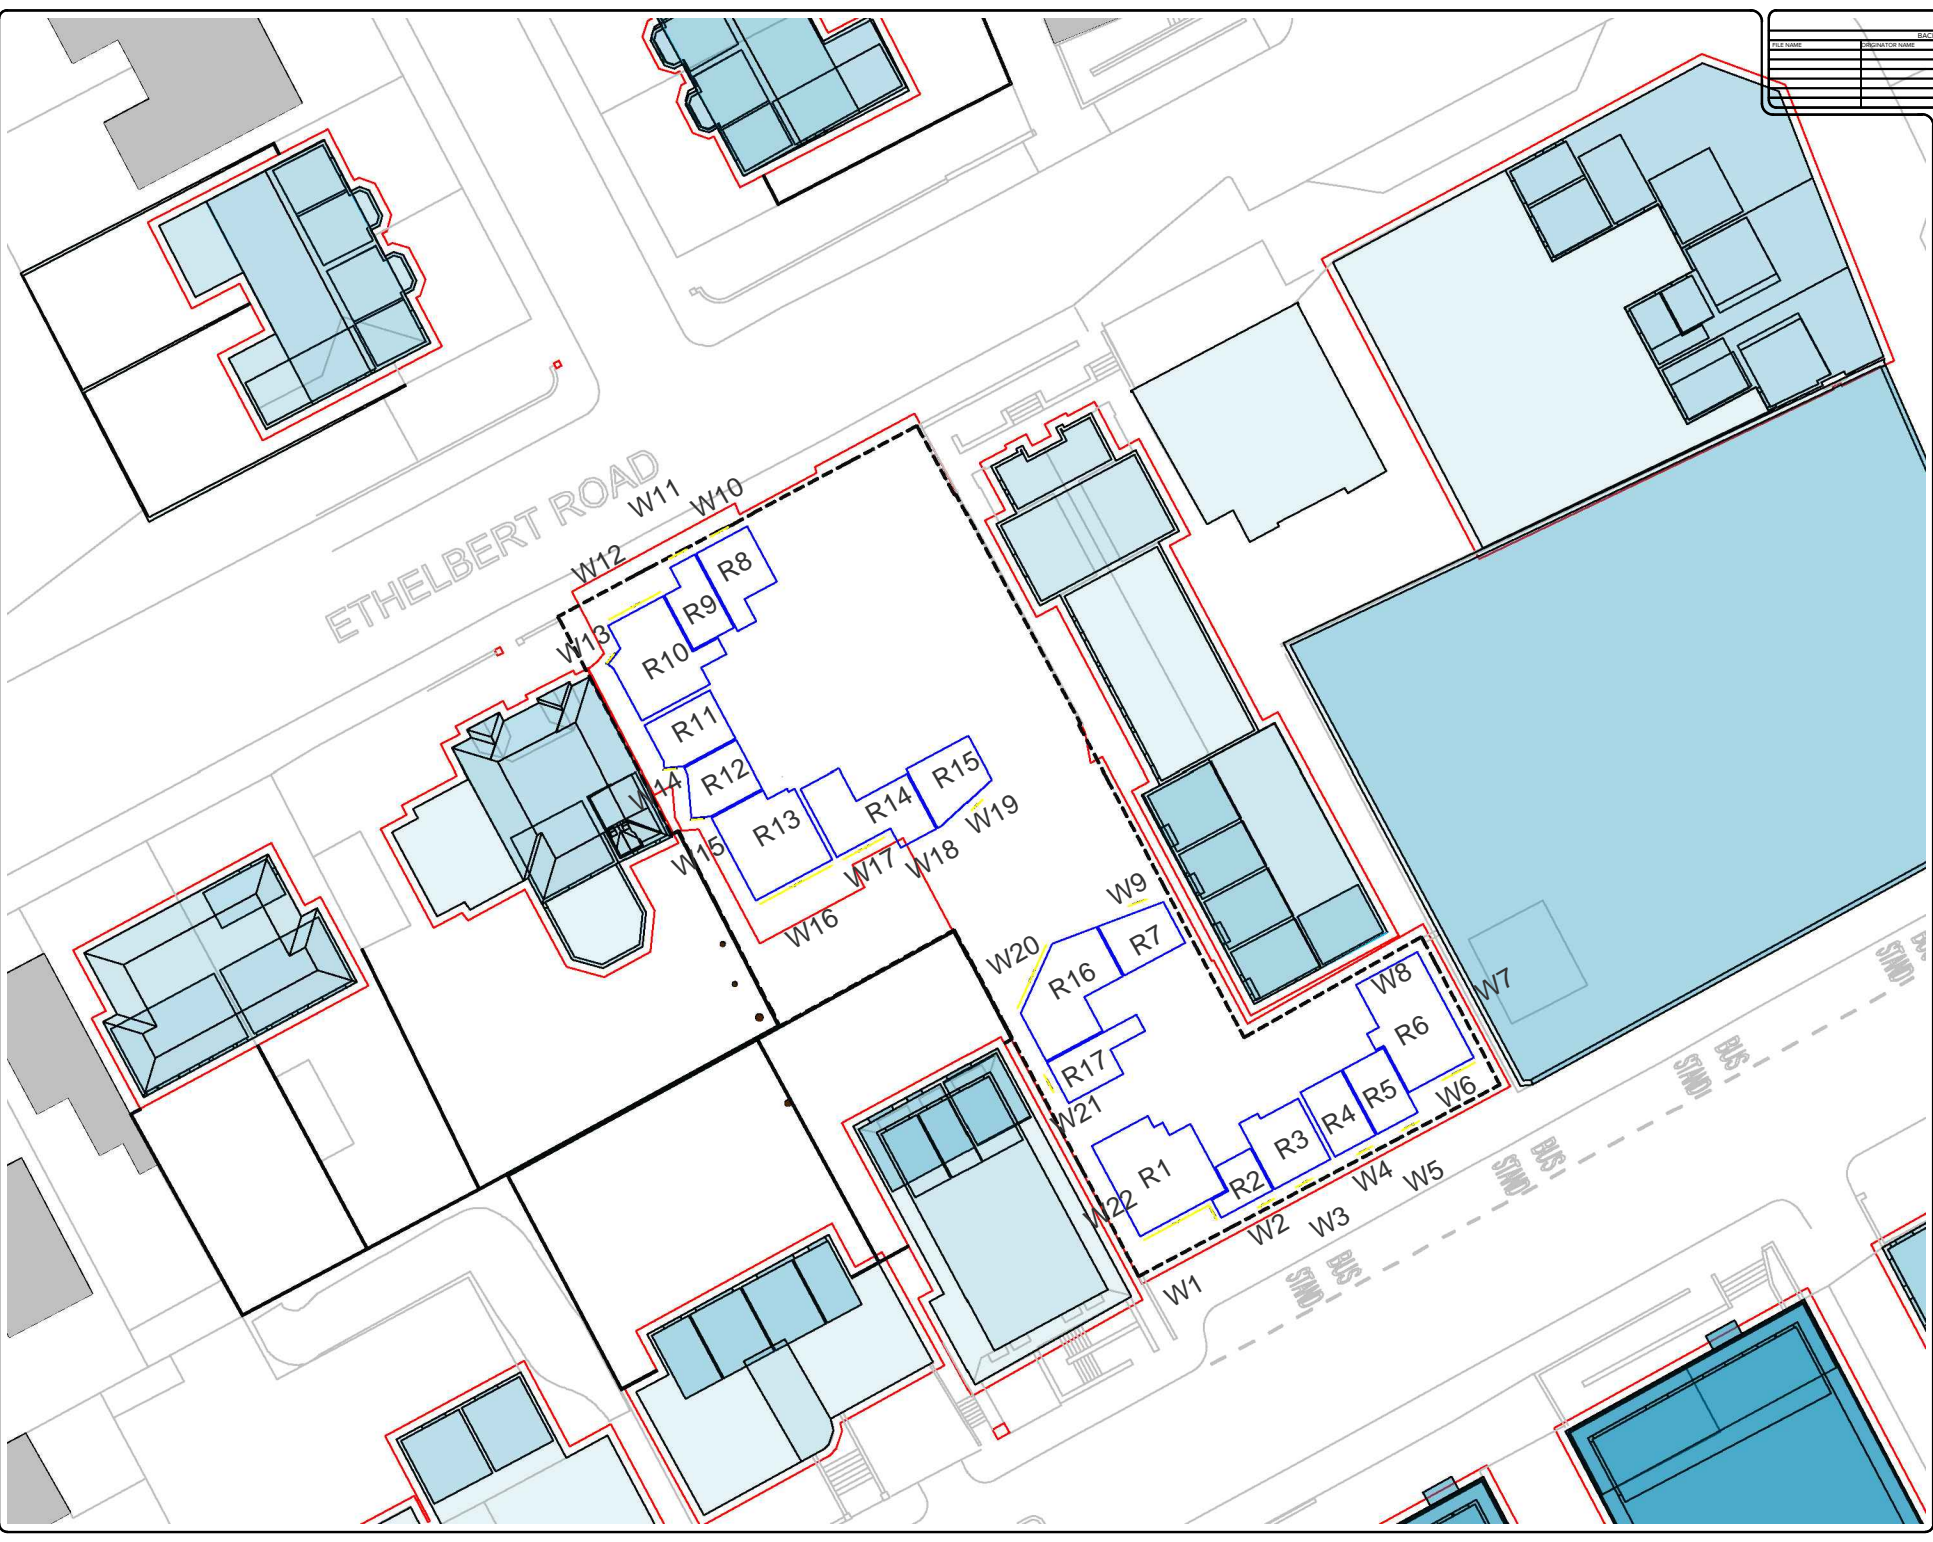 BACK
FILE NAME
ORIGINATOR NAME
ETHELBERT ROAD
W11
W10
W12
R8
R9
W13
R10
R11
W14
R12
R15
R14
R13
W19
W15
W17
W18
W16
W9
R7
W20
R16
W8
W7
R6
R17
W21
W6
R5
R4
R3
R1
R2
W4
W5
W22
W2
W3
W1
BUS
STAND
BUS
STAND
BUS
STAND
BUS
STAND